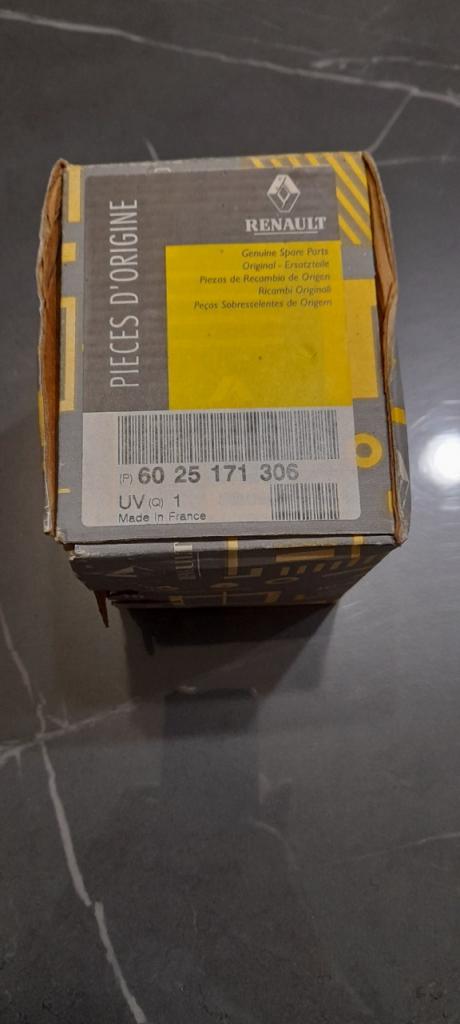 PIECES D'ORIGINE
RENAULT
Genuine Spare Parts
Original - Ersatzteile
Piezas de Recambio de Origen
Ricambi Originali
Peças Sobresselentes de Origem
(P) 60 25 171 306
UV (Q) 1
Made in France